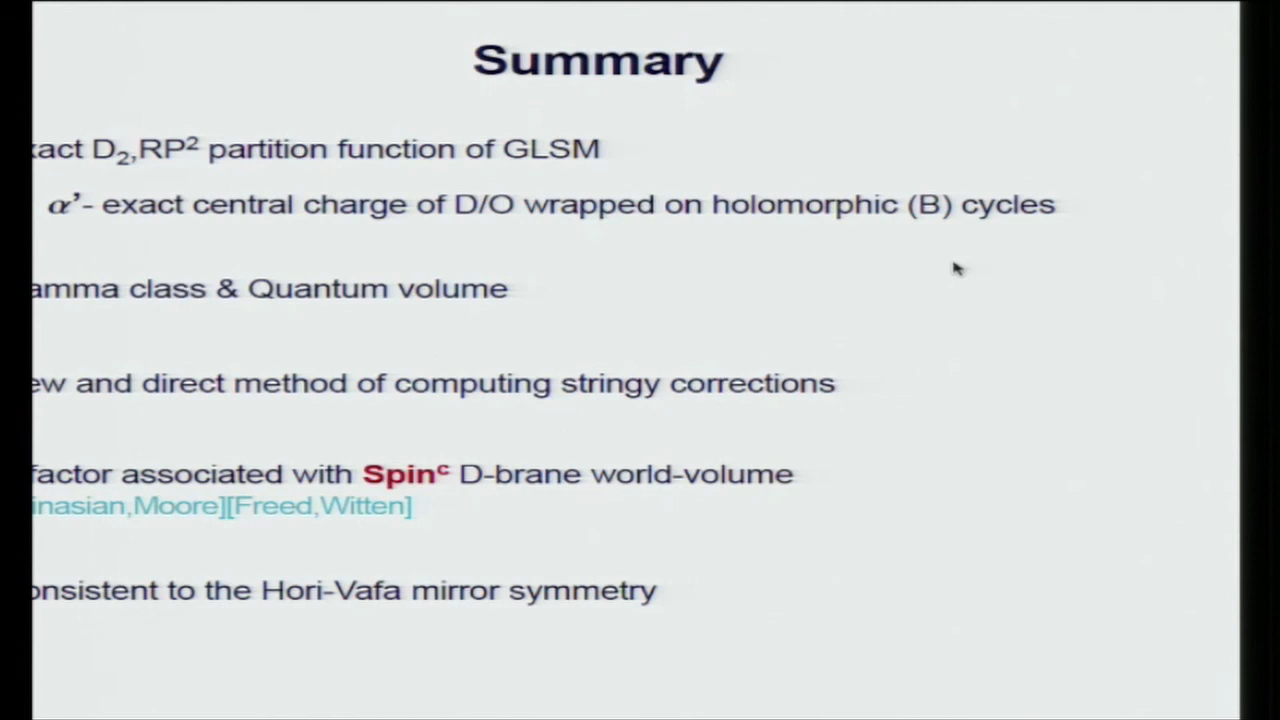 Summary
xact D₂,RP² partition function of GLSM
α'- exact central charge of D/O wrapped on holomorphic (B) cycles
amma class & Quantum volume
ew and direct method of computing stringy corrections
factor associated with Spinᶜ D-brane world-volume
inasian,Moore][Freed,Witten]
onsistent to the Hori-Vafa mirror symmetry